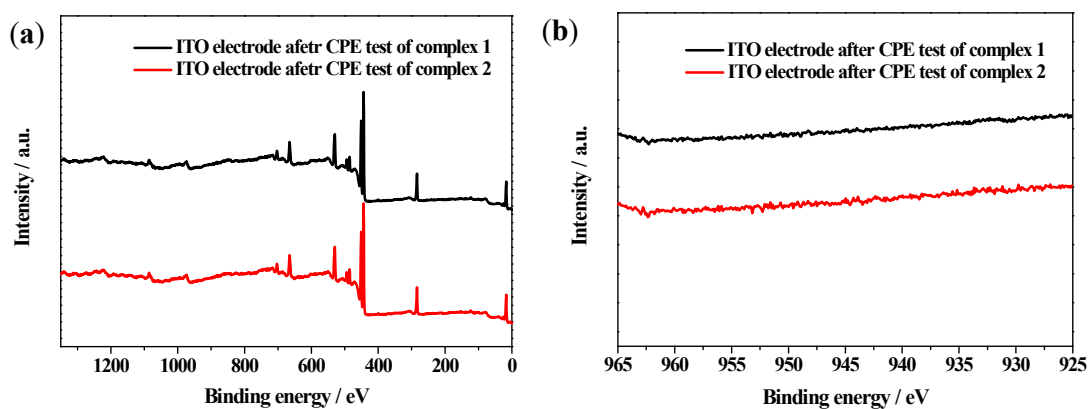 (a)
ITO electrode afetr CPE test of complex 1
ITO electrode afetr CPE test of complex 2
Intensity / a.u.
1200 1000 800 600 400 200 0
Binding energy / eV
(b)
ITO electrode after CPE test of complex 1
ITO electrode after CPE test of complex 2
Intensity / a.u.
965 960 955 950 945 940 935 930 925
Binding energy / eV